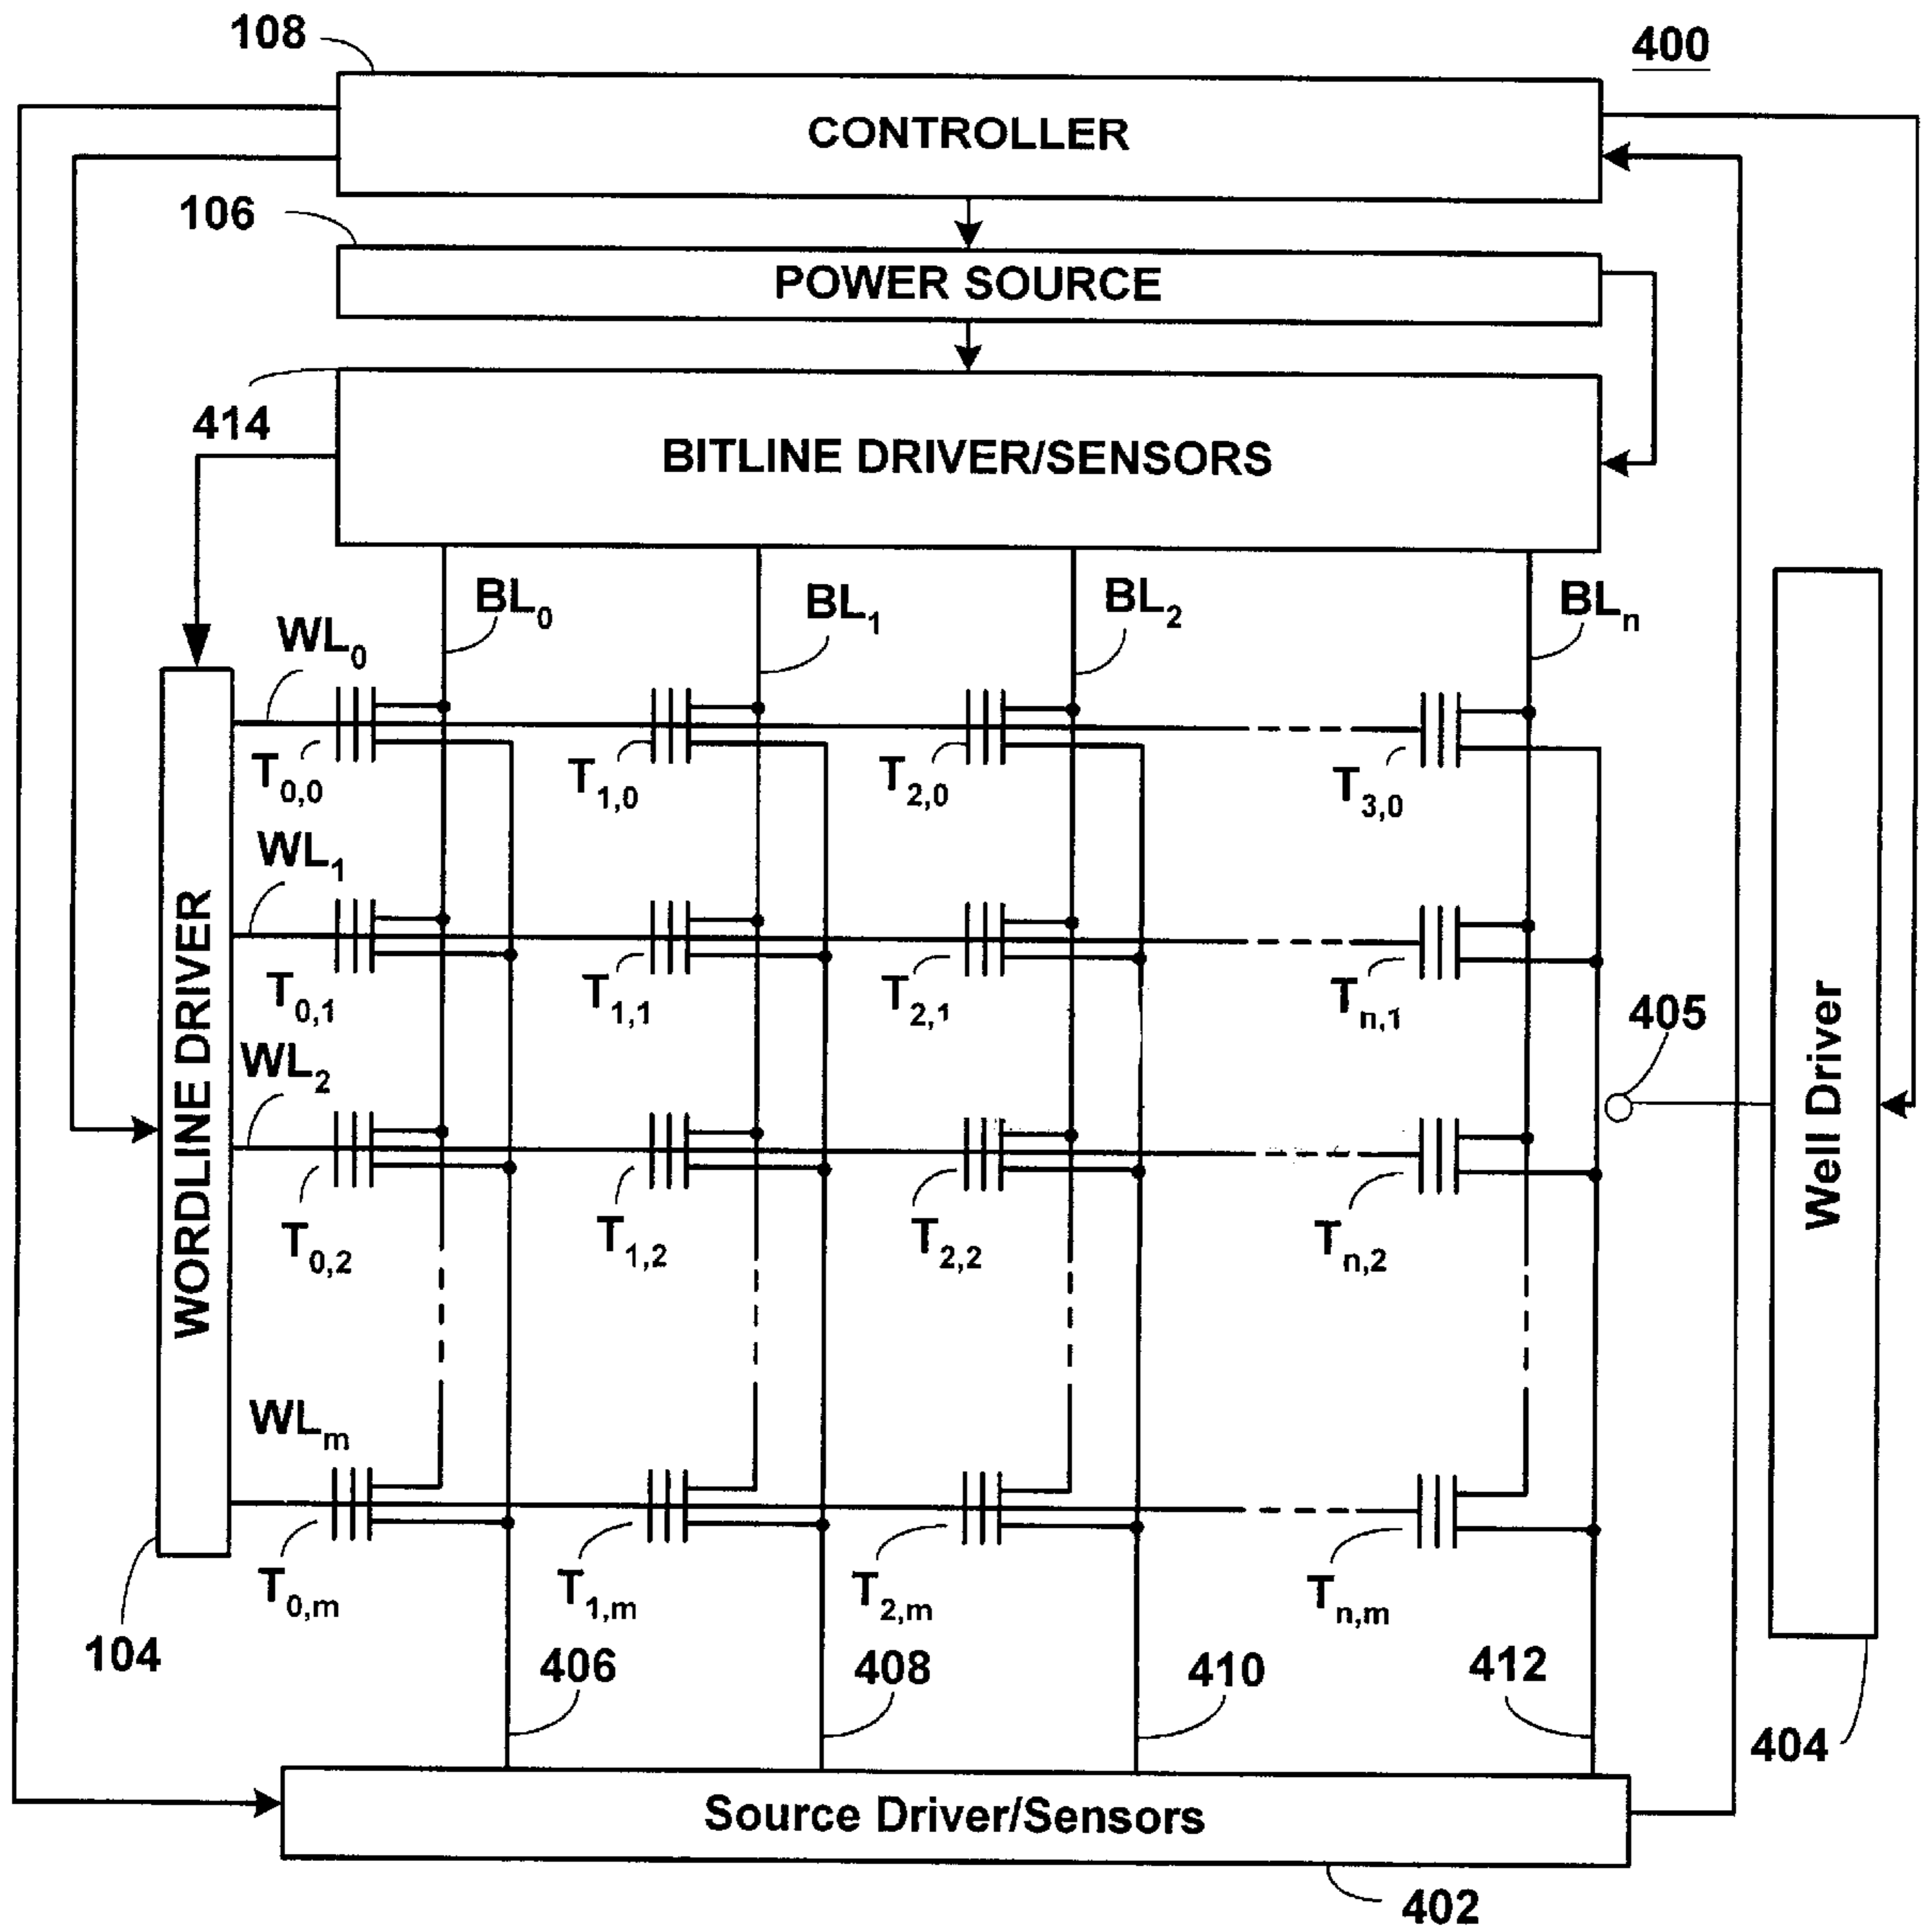 108
400
CONTROLLER
106
POWER SOURCE
414
BITLINE DRIVER/SENSORS
BL0
BL1
BL2
BLn
WL0
T0,0
T1,0
T2,0
T3,0
WL1
T0,1
T1,1
T2,1
Tn,1
405
WL2
T0,2
T1,2
T2,2
Tn,2
WORDLINE DRIVER
Well Driver
WLm
T0,m
T1,m
T2,m
Tn,m
104
406
408
410
412
404
Source Driver/Sensors
402